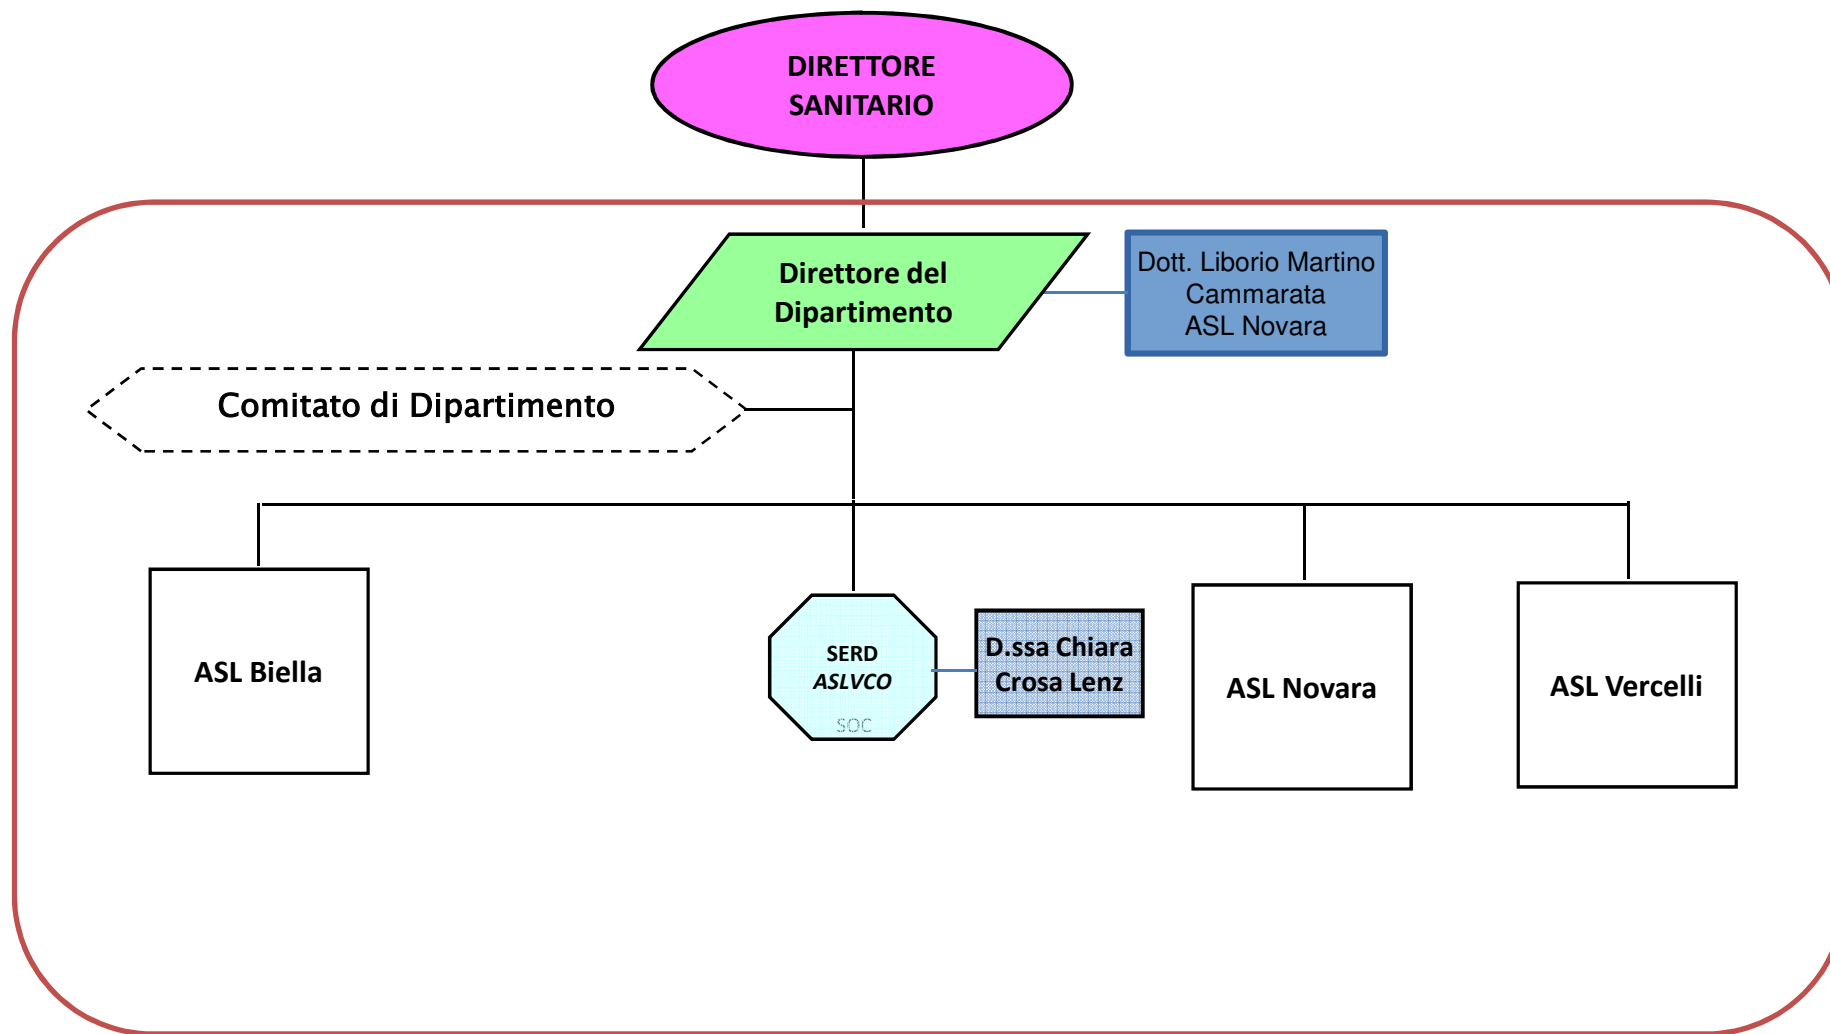 DIRETTORE
SANITARIO
Direttore del
Dipartimento
Dott. Liborio Martino
Cammarata
ASL Novara
Comitato di Dipartimento
ASL Biella
SERD
ASLVCO
SOC
D.ssa Chiara
Crosa Lenz
ASL Novara
ASL Vercelli